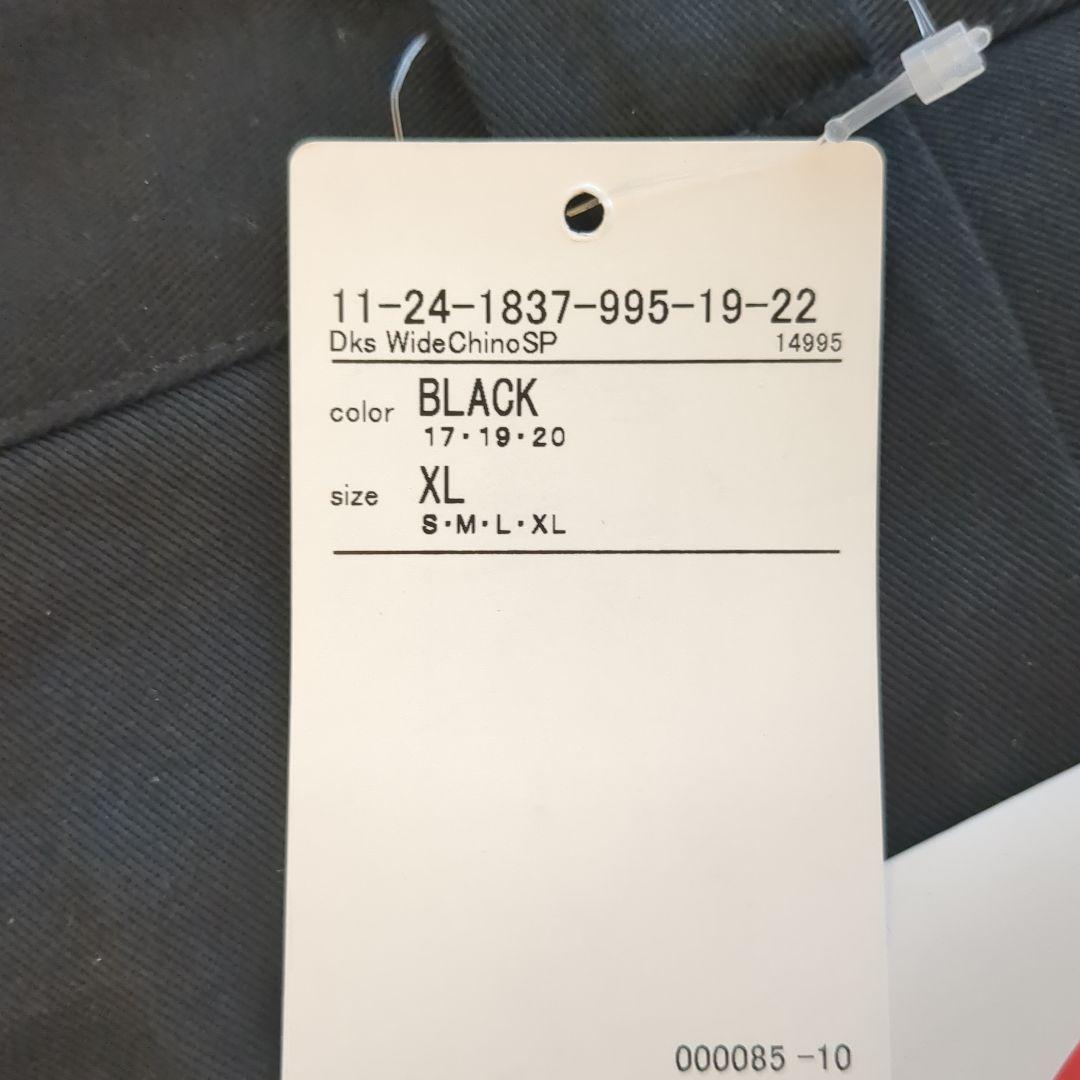 11-24-1837-995-19-22
Dks WideChinoSP 14995
color BLACK
17・19・20
size XL
S・M・L・XL
000085 -10